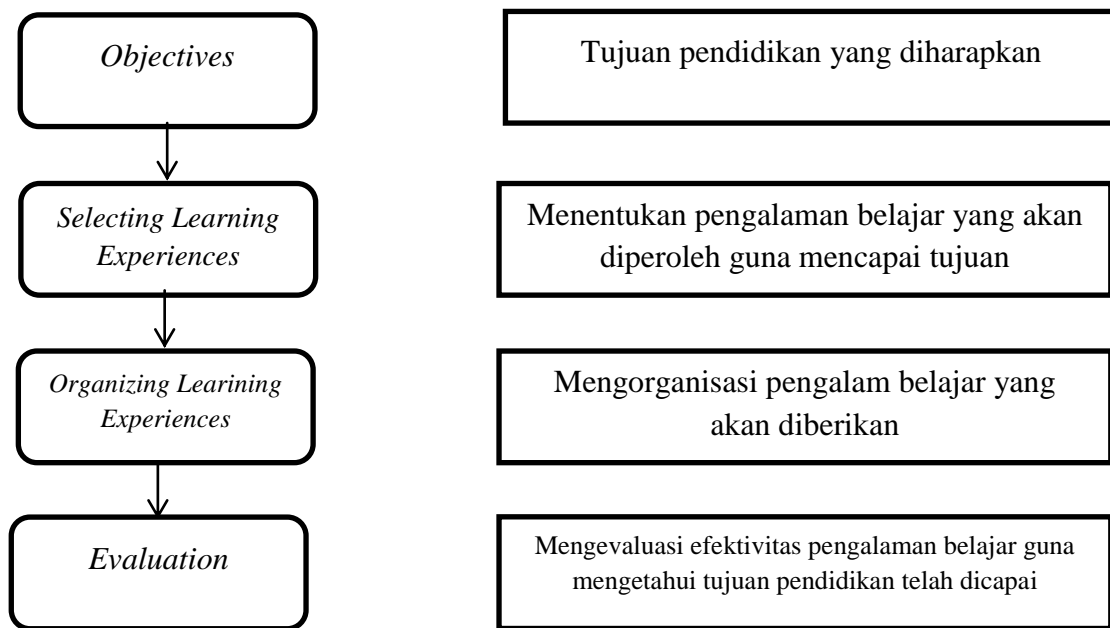 Objectives
Tujuan pendidikan yang diharapkan
Selecting Learning
Experiences
Menentukan pengalaman belajar yang akan
diperoleh guna mencapai tujuan
Organizing Learining
Experiences
Mengorganisasi pengalam belajar yang
akan diberikan
Evaluation
Mengevaluasi efektivitas pengalaman belajar guna
mengetahui tujuan pendidikan telah dicapai